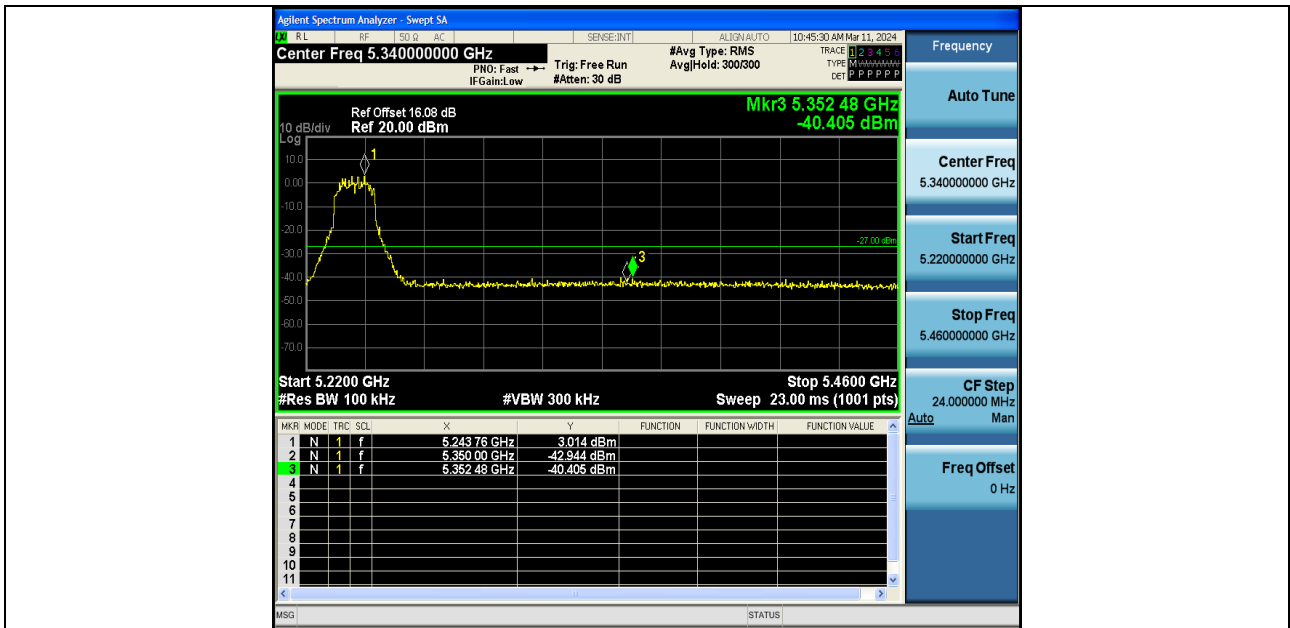 Agilent Spectrum Analyzer - Swept SA
LXI RL RF 50 Ω AC SENSE:INT ALIGN AUTO 10:45:30 AM Mar 11, 2024
Center Freq 5.340000000 GHz
PNO: Fast
IFGain:Low
Trig: Free Run
#Atten: 30 dB
#Avg Type: RMS
Avg|Hold: 300/300
TRACE 1 2 3 4 5 6
TYPE M
DET P P P P P P
Ref Offset 16.08 dB
10 dB/div Ref 20.00 dBm
Mkr3 5.352 48 GHz
-40.405 dBm
Log
10.0
0.00
-10.0
-20.0
-30.0
-40.0
-50.0
-60.0
-70.0
1
3
-27.00 dBm
Start 5.2200 GHz Stop 5.4600 GHz
#Res BW 100 kHz #VBW 300 kHz Sweep 23.00 ms (1001 pts)
MKR MODE TRC SCL X Y FUNCTION FUNCTION WIDTH FUNCTION VALUE
1 N 1 f 5.243 76 GHz 3.014 dBm
2 N 1 f 5.350 00 GHz -42.944 dBm
3 N 1 f 5.352 48 GHz -40.405 dBm
4
5
6
7
8
9
10
11
MSG STATUS
Frequency
Auto Tune
Center Freq
5.340000000 GHz
Start Freq
5.220000000 GHz
Stop Freq
5.460000000 GHz
CF Step
24.000000 MHz
Auto Man
Freq Offset
0 Hz